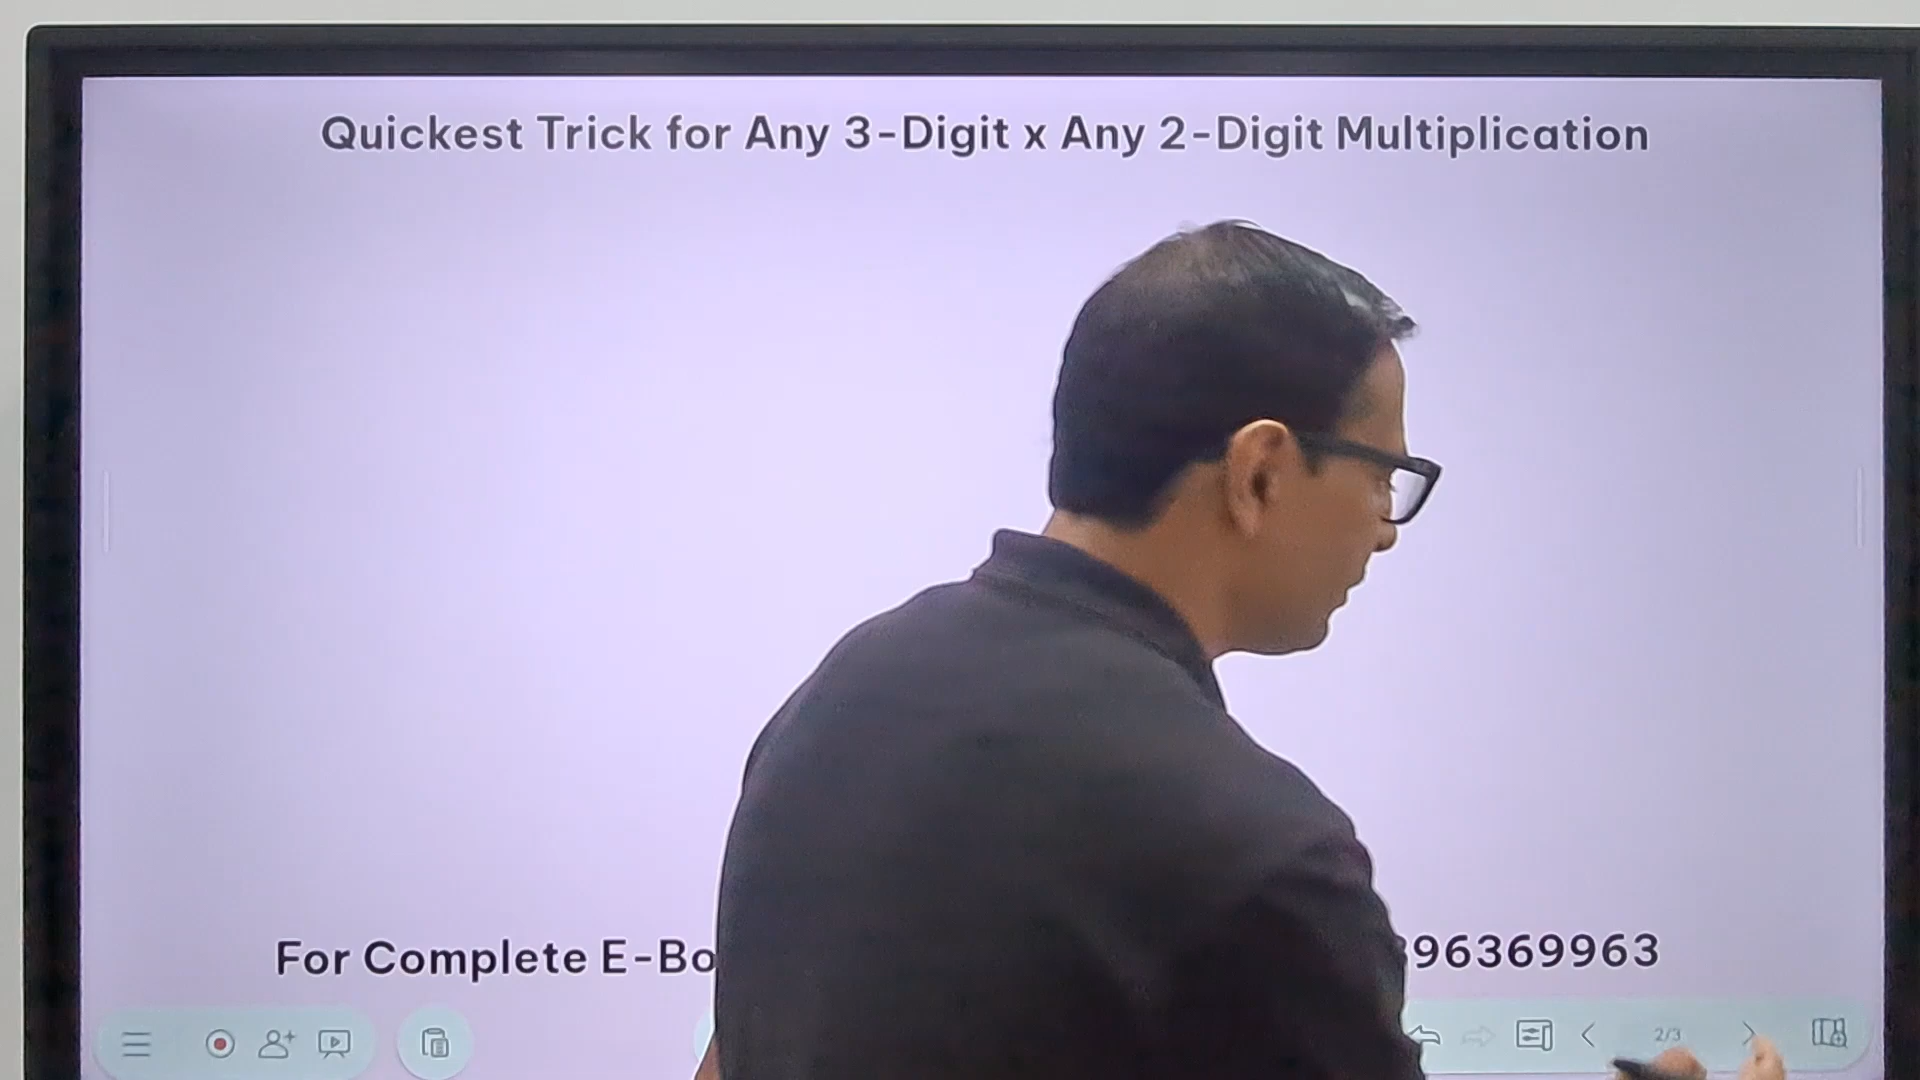 Quickest Trick for Any 3-Digit x Any 2-Digit Multiplication
For Complete E-Bo
96369963
2/3